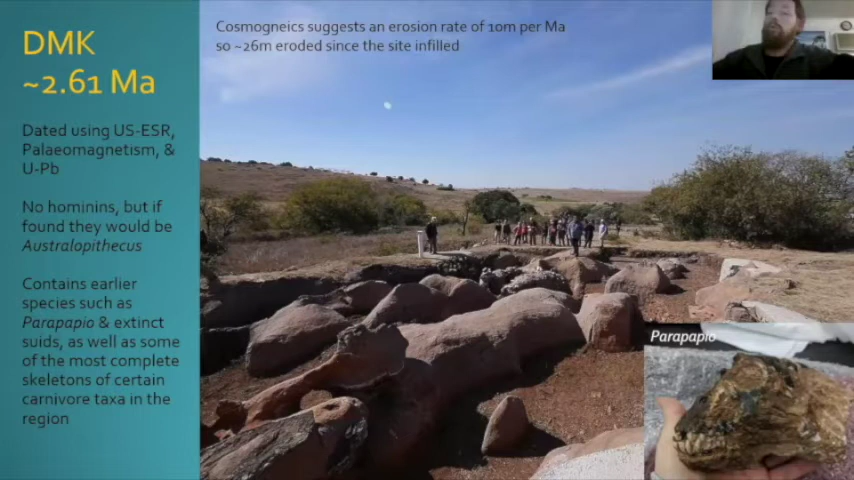 DMK
~2.61 Ma
Dated using US-ESR,
Palaeomagnetism, &
U-Pb
No hominins, but if
found they would be
Australopithecus
Contains earlier
species such as
Parapapio & extinct
suids, as well as some
of the most complete
skeletons of certain
carnivore taxa in the
region
Cosmogneics suggests an erosion rate of 10m per Ma
so ~26m eroded since the site infilled
Parapapio